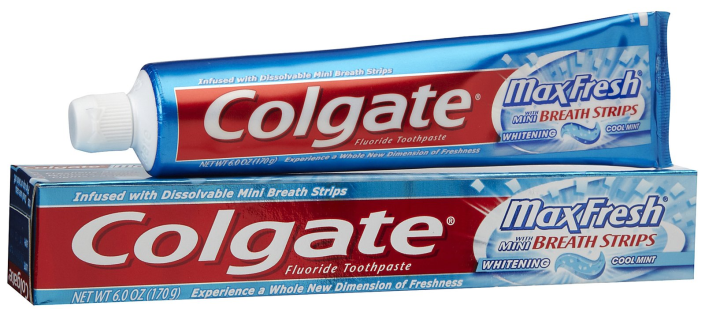 Infused with Dissolvable Mini Breath Strips
Colgate®
Fluoride Toothpaste
NET WT 6.0 OZ (170 g) Experience a Whole New Dimension of Freshness
MaxFresh®
WITH MINI BREATH STRIPS
WHITENING COOL MINT
Infused with Dissolvable Mini Breath Strips
Colgate®
Fluoride Toothpaste
NET WT 6.0 OZ (170 g) Experience a Whole New Dimension of Freshness
MaxFresh®
WITH MINI BREATH STRIPS
WHITENING COOL MINT
Colgate